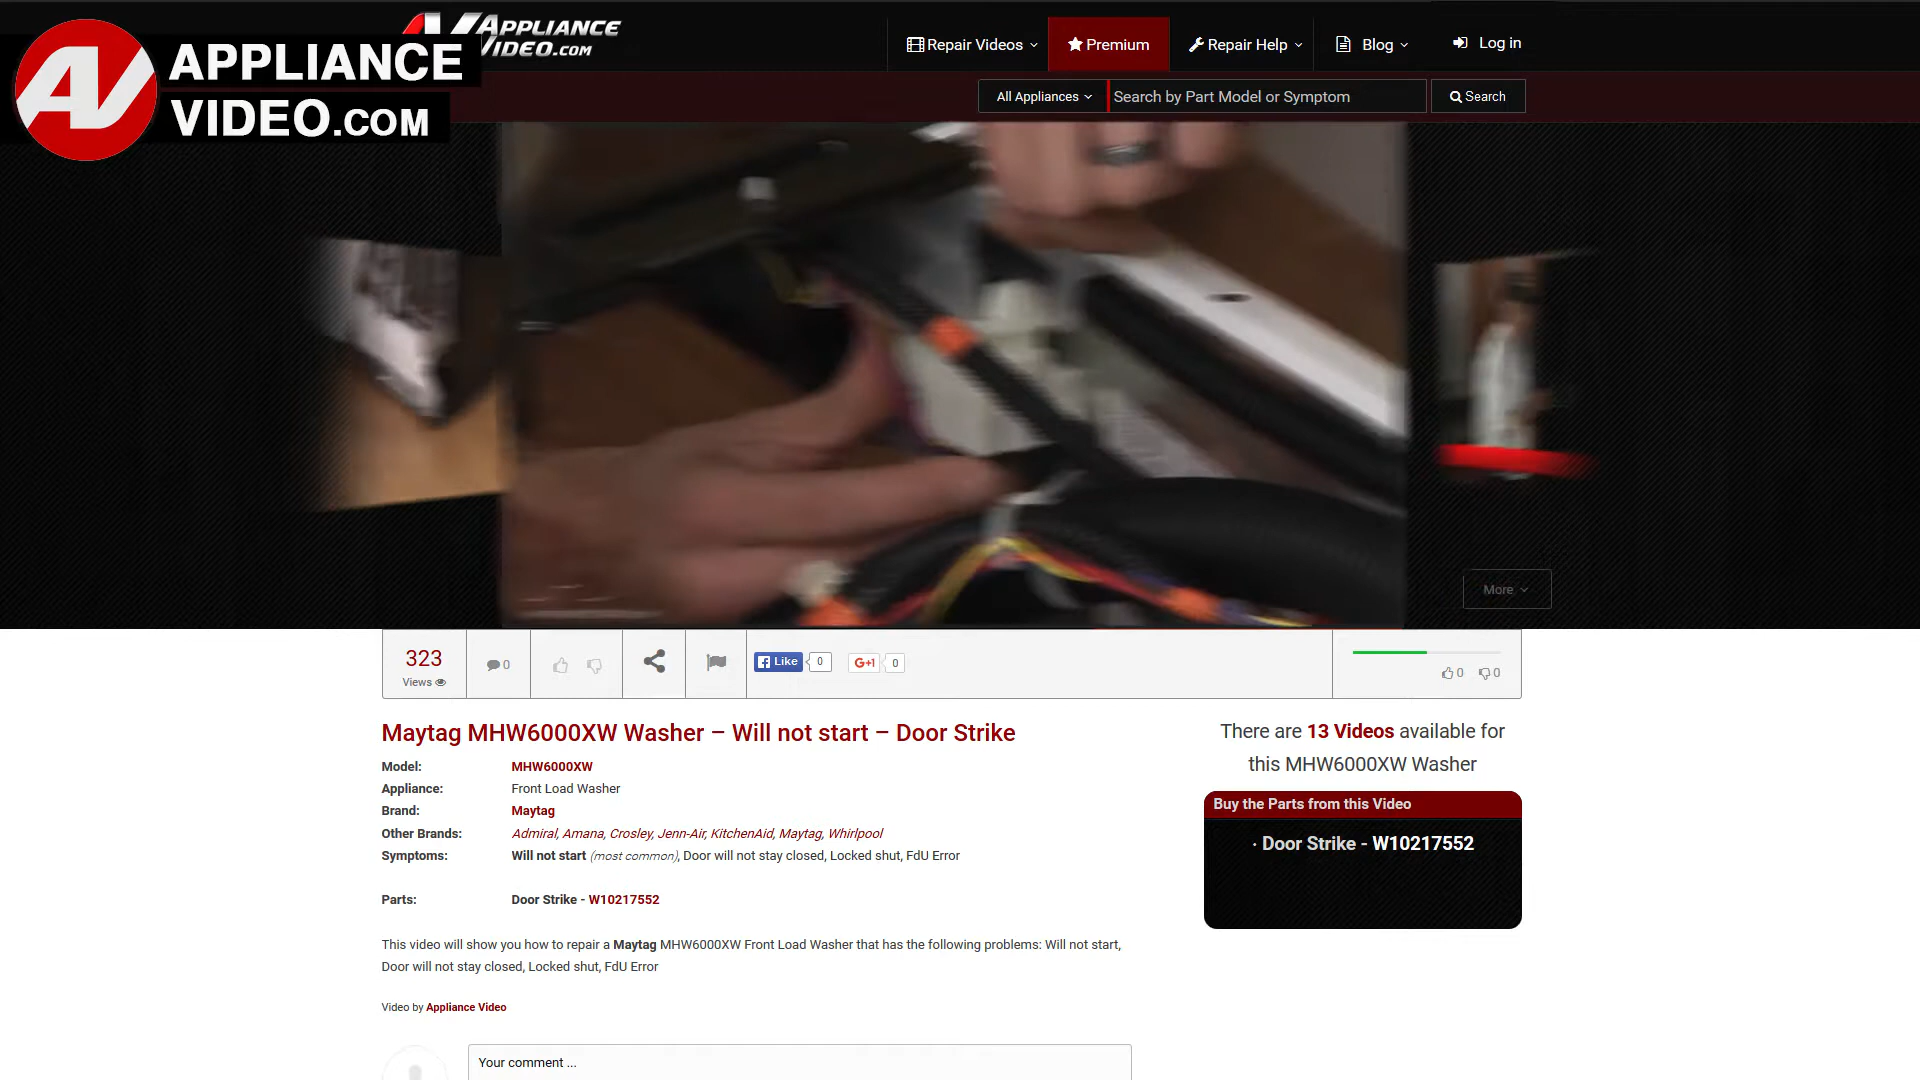 APPLIANCE
VIDEO.COM
APPLIANCE
VIDEO.COM
Repair Videos
Premium
Repair Help
Blog
Log in
All Appliances
Search by Part Model or Symptom
Search
More
323
Views
0
Like
0
G+1
0
0
0
Maytag MHW6000XW Washer – Will not start – Door Strike
Model: MHW6000XW
Appliance: Front Load Washer
Brand: Maytag
Other Brands: Admiral, Amana, Crosley, Jenn-Air, KitchenAid, Maytag, Whirlpool
Symptoms: Will not start (most common), Door will not stay closed, Locked shut, FdU Error
Parts: Door Strike - W10217552
This video will show you how to repair a Maytag MHW6000XW Front Load Washer that has the following problems: Will not start,
Door will not stay closed, Locked shut, FdU Error
Video by Appliance Video
Your comment ...
There are 13 Videos available for
this MHW6000XW Washer
Buy the Parts from this Video
· Door Strike - W10217552